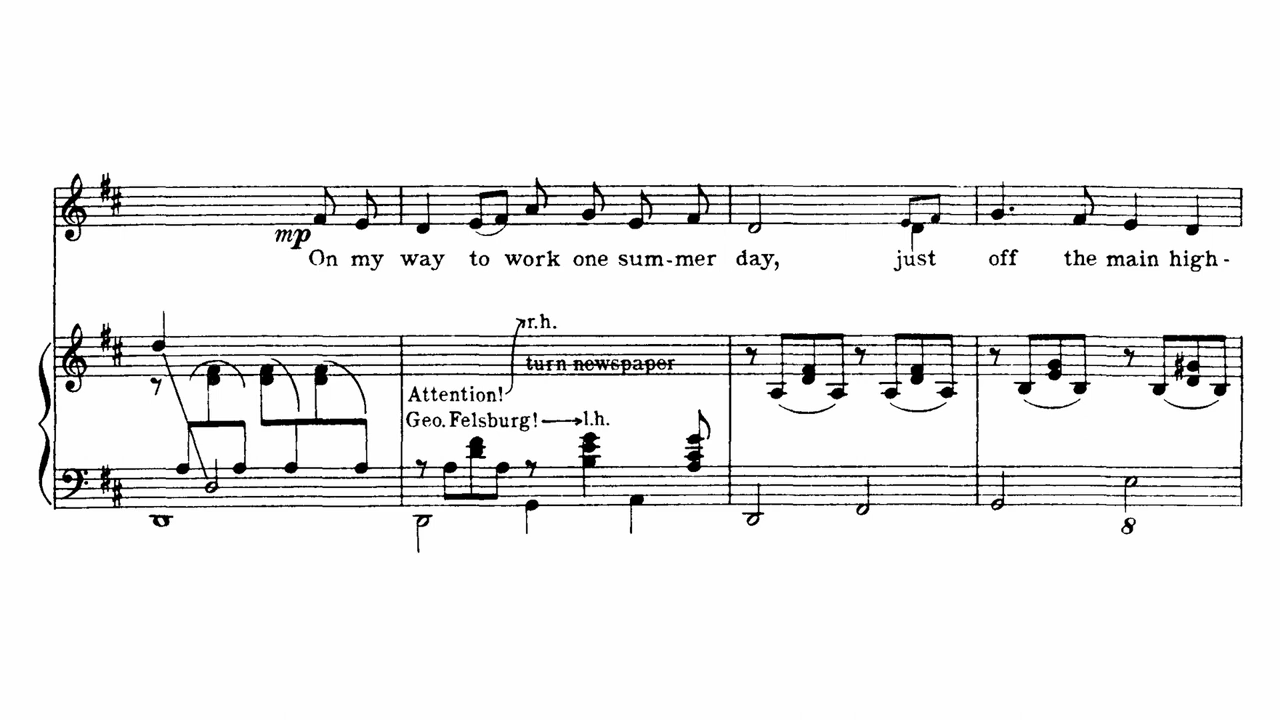 mp
On my way to work one sum-mer day, just off the main high-
r.h.
turn newspaper
Attention!
Geo. Felsburg! l.h.
8